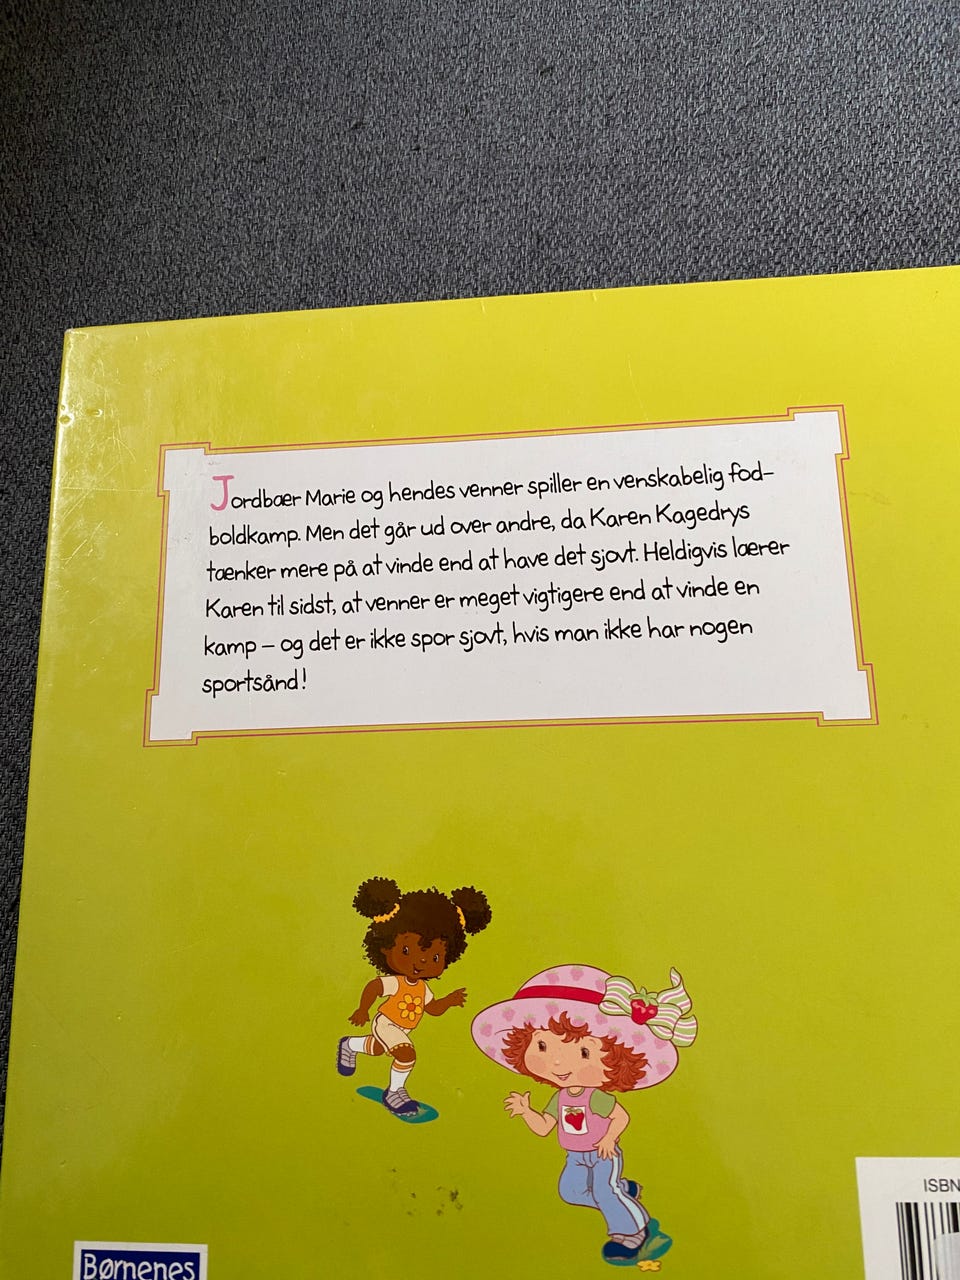 Jordbær Marie og hendes venner spiller en venskabelig fod-
boldkamp. Men det går ud over andre, da Karen Kagedrys
tænker mere på at vinde end at have det sjovt. Heldigvis lærer
Karen til sidst, at venner er meget vigtigere end at vinde en
kamp – og det er ikke spor sjovt, hvis man ikke har nogen
sportsånd!
ISBN
Børnenes